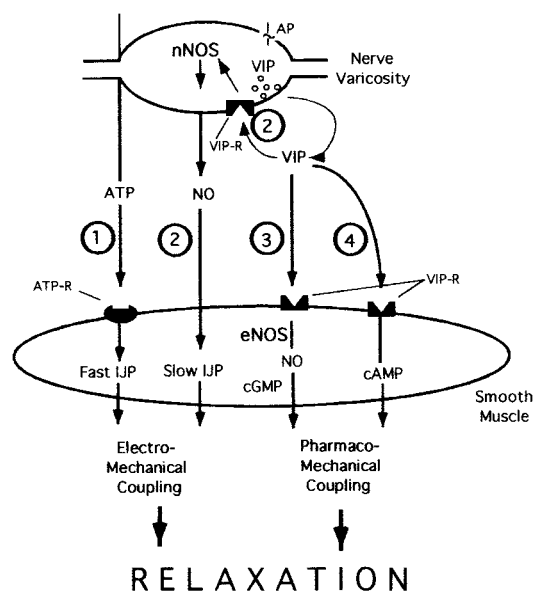 AP
nNOS
VIP
Nerve
Varicosity
2
VIP-R
VIP
ATP
NO
1
2
3
4
ATP-R
VIP-R
eNOS
NO
Fast IJP
Slow IJP
cGMP
cAMP
Smooth
Muscle
Electro-
Mechanical
Coupling
Pharmaco-
Mechanical
Coupling
RELAXATION